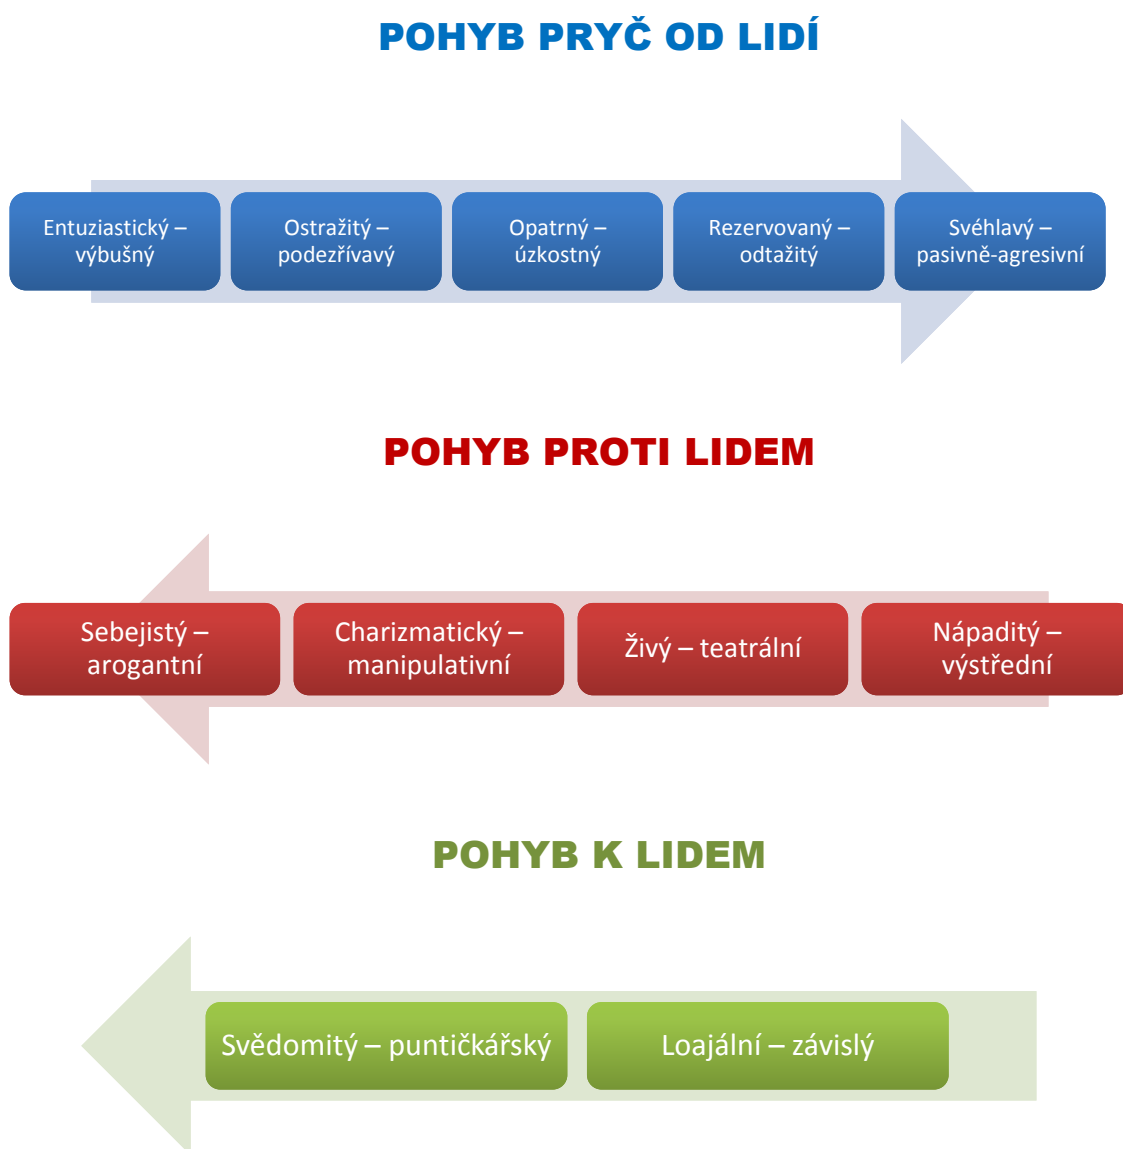 POHYB PRYČ OD LIDÍ
Entuziastický –
výbušný
Ostražitý –
podezřívavý
Opatrný –
úzkostný
Rezervovaný –
odtažitý
Svéhlavý –
pasivně-agresivní
POHYB PROTI LIDEM
Sebejistý –
arogantní
Charizmatický –
manipulativní
Živý – teatrální
Nápaditý –
výstřední
POHYB K LIDEM
Svědomitý – puntičkářský
Loajální – závislý